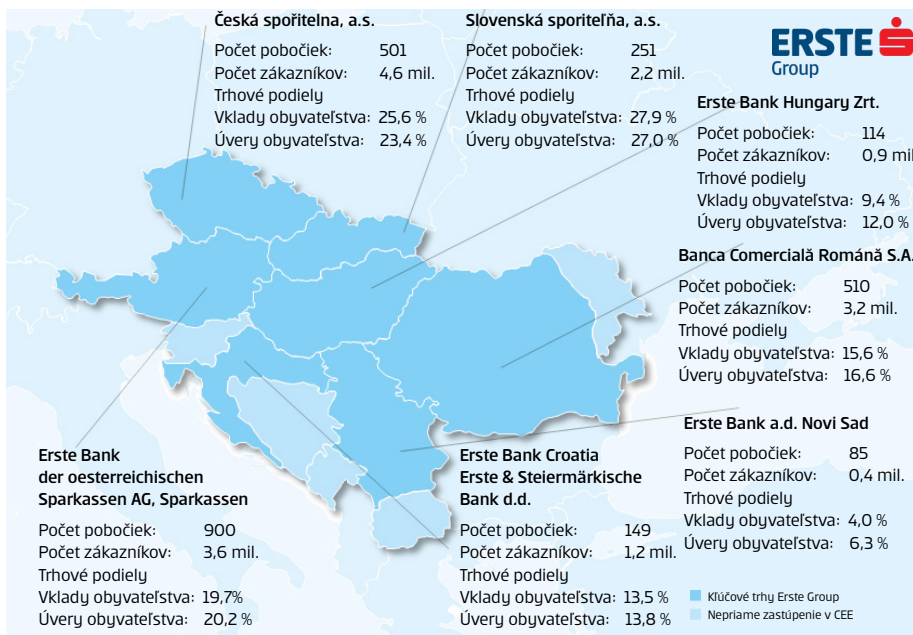 Česká spořitelna, a.s.
Počet pobočiek: 501
Počet zákazníkov: 4,6 mil.
Trhové podiely
Vklady obyvateľstva: 25,6 %
Úvery obyvateľstva: 23,4 %
Slovenská sporiteľňa, a.s.
Počet pobočiek: 251
Počet zákazníkov: 2,2 mil.
Trhové podiely
Vklady obyvateľstva: 27,9 %
Úvery obyvateľstva: 27,0 %
ERSTE
Group
Erste Bank Hungary Zrt.
Počet pobočiek: 114
Počet zákazníkov: 0,9 mil
Trhové podiely
Vklady obyvateľstva: 9,4 %
Úvery obyvateľstva: 12,0 %
Banca Comercială Română S.A.
Počet pobočiek: 510
Počet zákazníkov: 3,2 mil.
Trhové podiely
Vklady obyvateľstva: 15,6 %
Úvery obyvateľstva: 16,6 %
Erste Bank a.d. Novi Sad
Počet pobočiek: 85
Počet zákazníkov: 0,4 mil.
Trhové podiely
Vklady obyvateľstva: 4,0 %
Úvery obyvateľstva: 6,3 %
Erste Bank
der oesterreichischen
Sparkassen AG, Sparkassen
Počet pobočiek: 900
Počet zákazníkov: 3,6 mil.
Trhové podiely
Vklady obyvateľstva: 19,7%
Úvery obyvateľstva: 20,2 %
Erste Bank Croatia
Erste & Steiermärkische
Bank d.d.
Počet pobočiek: 149
Počet zákazníkov: 1,2 mil.
Trhové podiely
Vklady obyvateľstva: 13,5 %
Úvery obyvateľstva: 13,8 %
Kľúčové trhy Erste Group
Nepriame zastúpenie v CEE